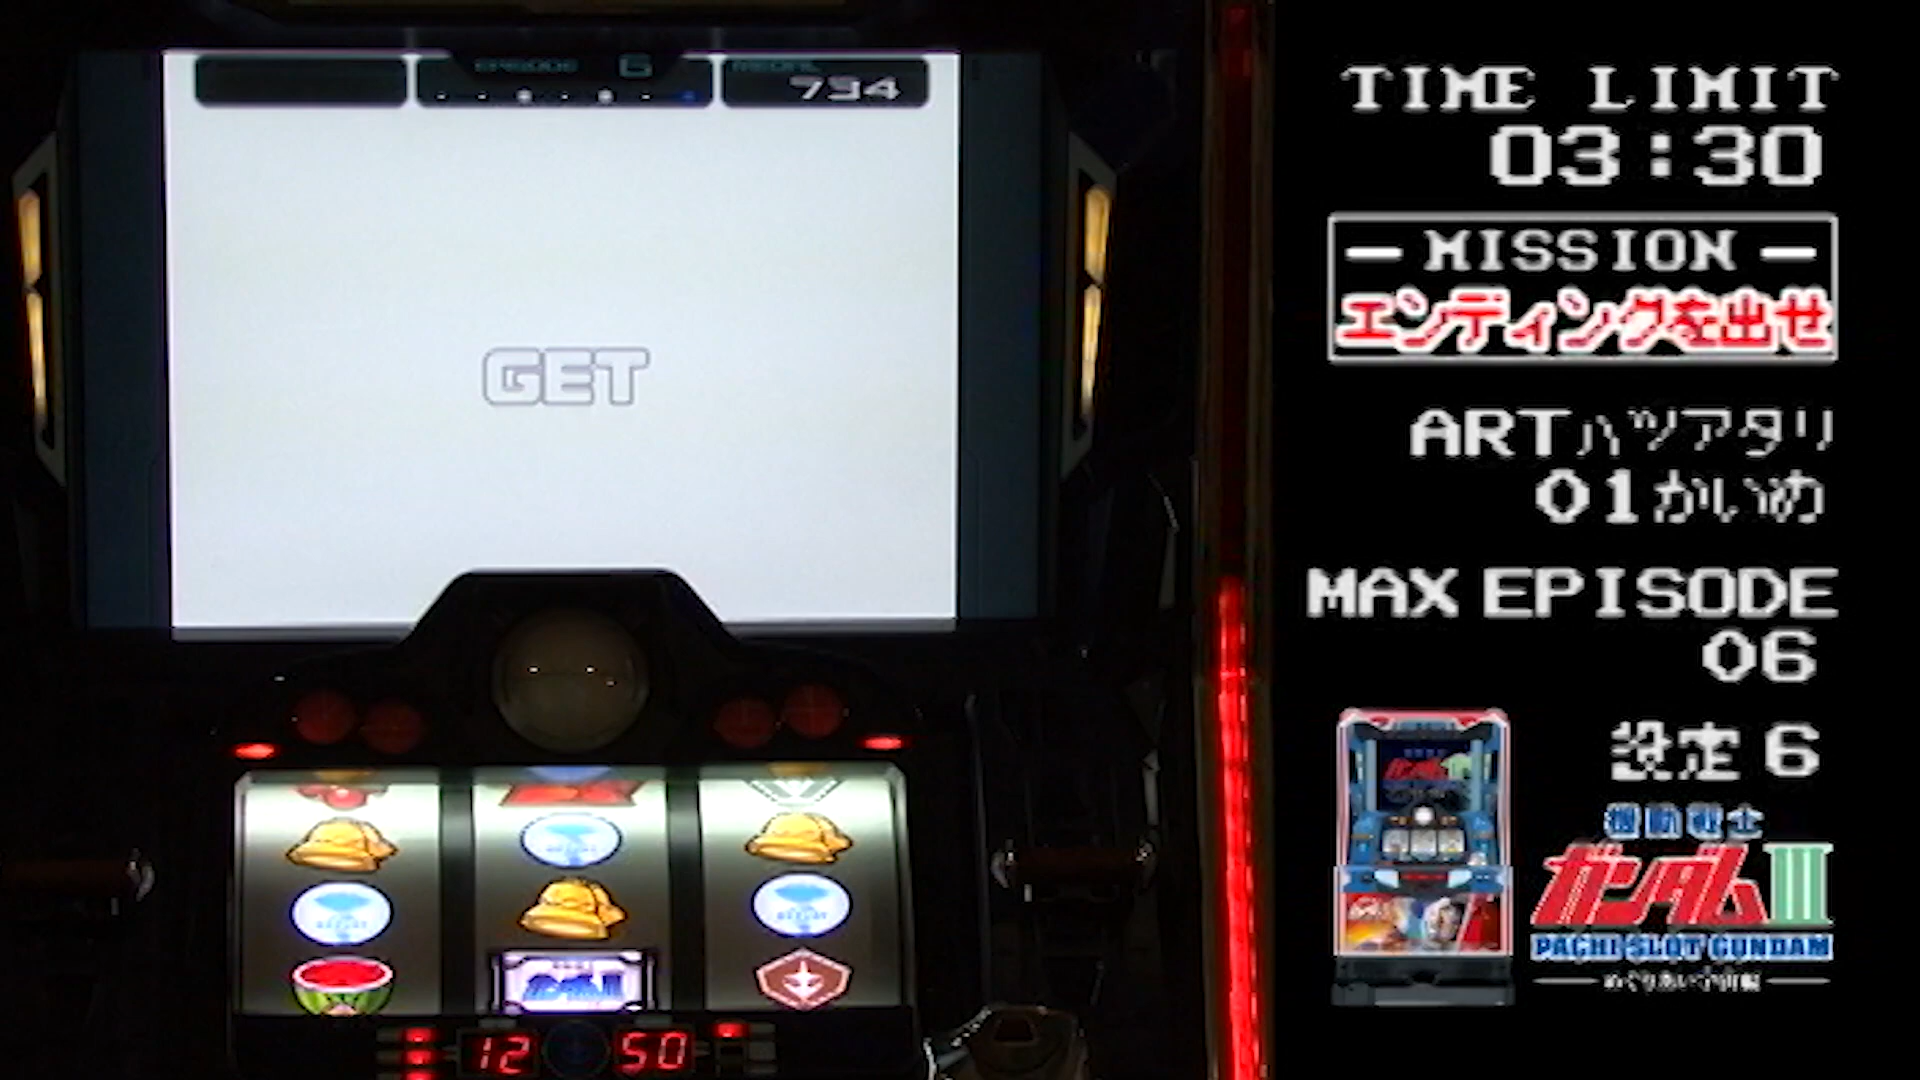 EPISODE 6
MEDAL
734
GET
12
50
TIME LIMIT
03:30
ー MISSION ー
エンディングを出せ
ARTハツアタリ
01かいめ
MAX EPISODE
06
設定 6
機動戦士
ガンダムIII
PACHI SLOT GUNDAM